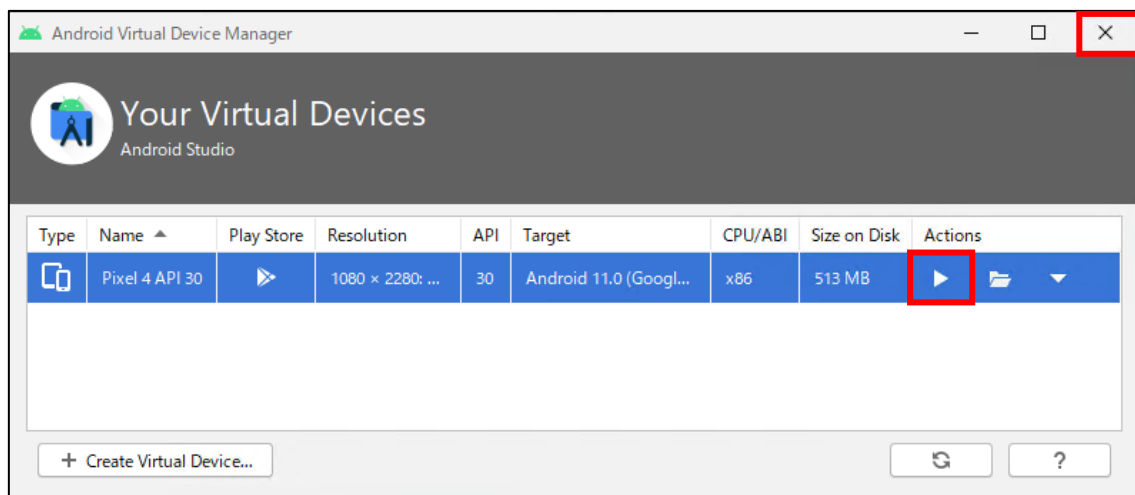 Android Virtual Device Manager
Your Virtual Devices
Android Studio
Type Name Play Store Resolution API Target CPU/ABI Size on Disk Actions
Pixel 4 API 30 1080 × 2280: ... 30 Android 11.0 (Googl... x86 513 MB
+ Create Virtual Device... ?